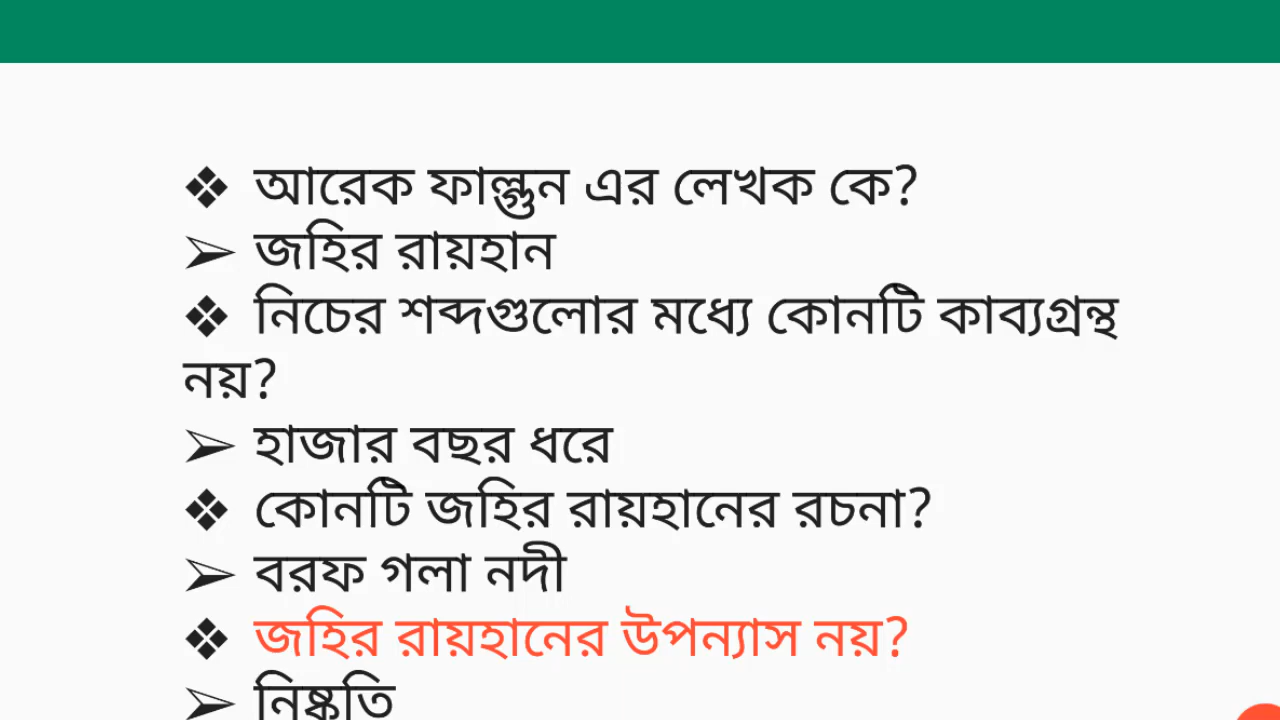 ❖ আরেক ফাল্গুন এর লেখক কে?
➢ জহির রায়হান
❖ নিচের শব্দগুলোর মধ্যে কোনটি কাব্যগ্রন্থ
নয়?
➢ হাজার বছর ধরে
❖ কোনটি জহির রায়হানের রচনা?
➢ বরফ গলা নদী
❖ জহির রায়হানের উপন্যাস নয়?
➢ নিষ্কৃতি